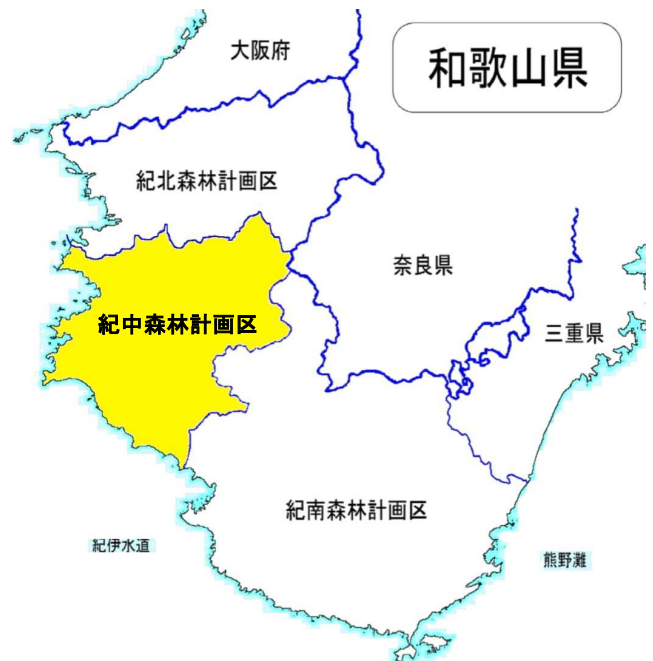 大阪府
和歌山県
紀北森林計画区
奈良県
紀中森林計画区
三重県
紀南森林計画区
紀伊水道
熊野灘